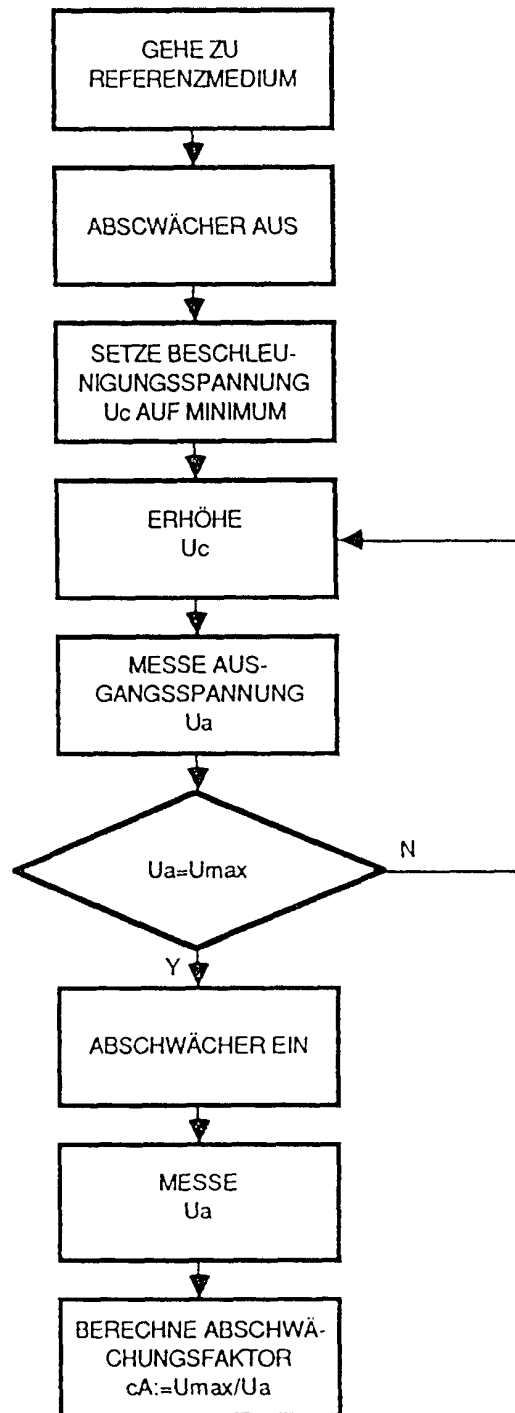 GEHE ZU
REFERENZMEDIUM
ABSCWÄCHER AUS
SETZE BESCHLEU-
NIGUNGSSPANNUNG
Uc AUF MINIMUM
ERHÖHE
Uc
MESSE AUS-
GANGSSPANNUNG
Ua
Ua=Umax
N
Y
ABSCHWÄCHER EIN
MESSE
Ua
BERECHNE ABSCHWÄ-
CHUNGSFAKTOR
cA:=Umax/Ua